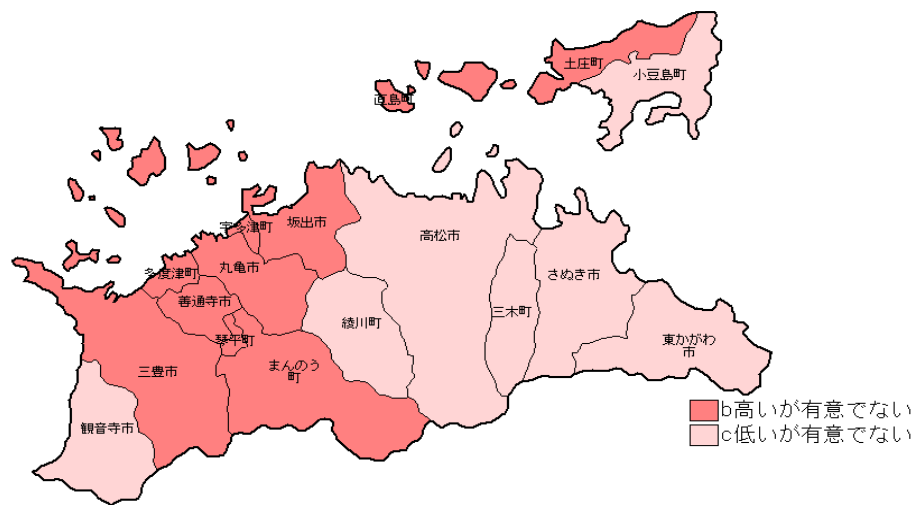 土庄町
小豆島町
直島町
宇多津町
坂出市
高松市
多度津町
丸亀市
さぬき市
善通寺市
綾川町
三木町
琴平町
東かがわ
市
三豊市
まんのう
町
観音寺市
b高いが有意でない
c低いが有意でない